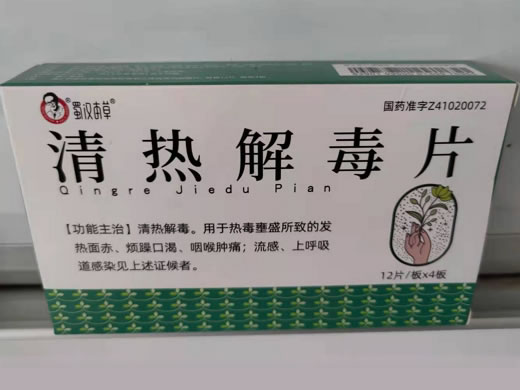 蜀汉本草®
国药准字Z41020072
清热解毒片
Qingre Jiedu Pian
【功能主治】清热解毒。用于热毒壅盛所致的发
热面赤、烦躁口渴、咽喉肿痛；流感、上呼吸
道感染见上述证候者。
12片/板x4板